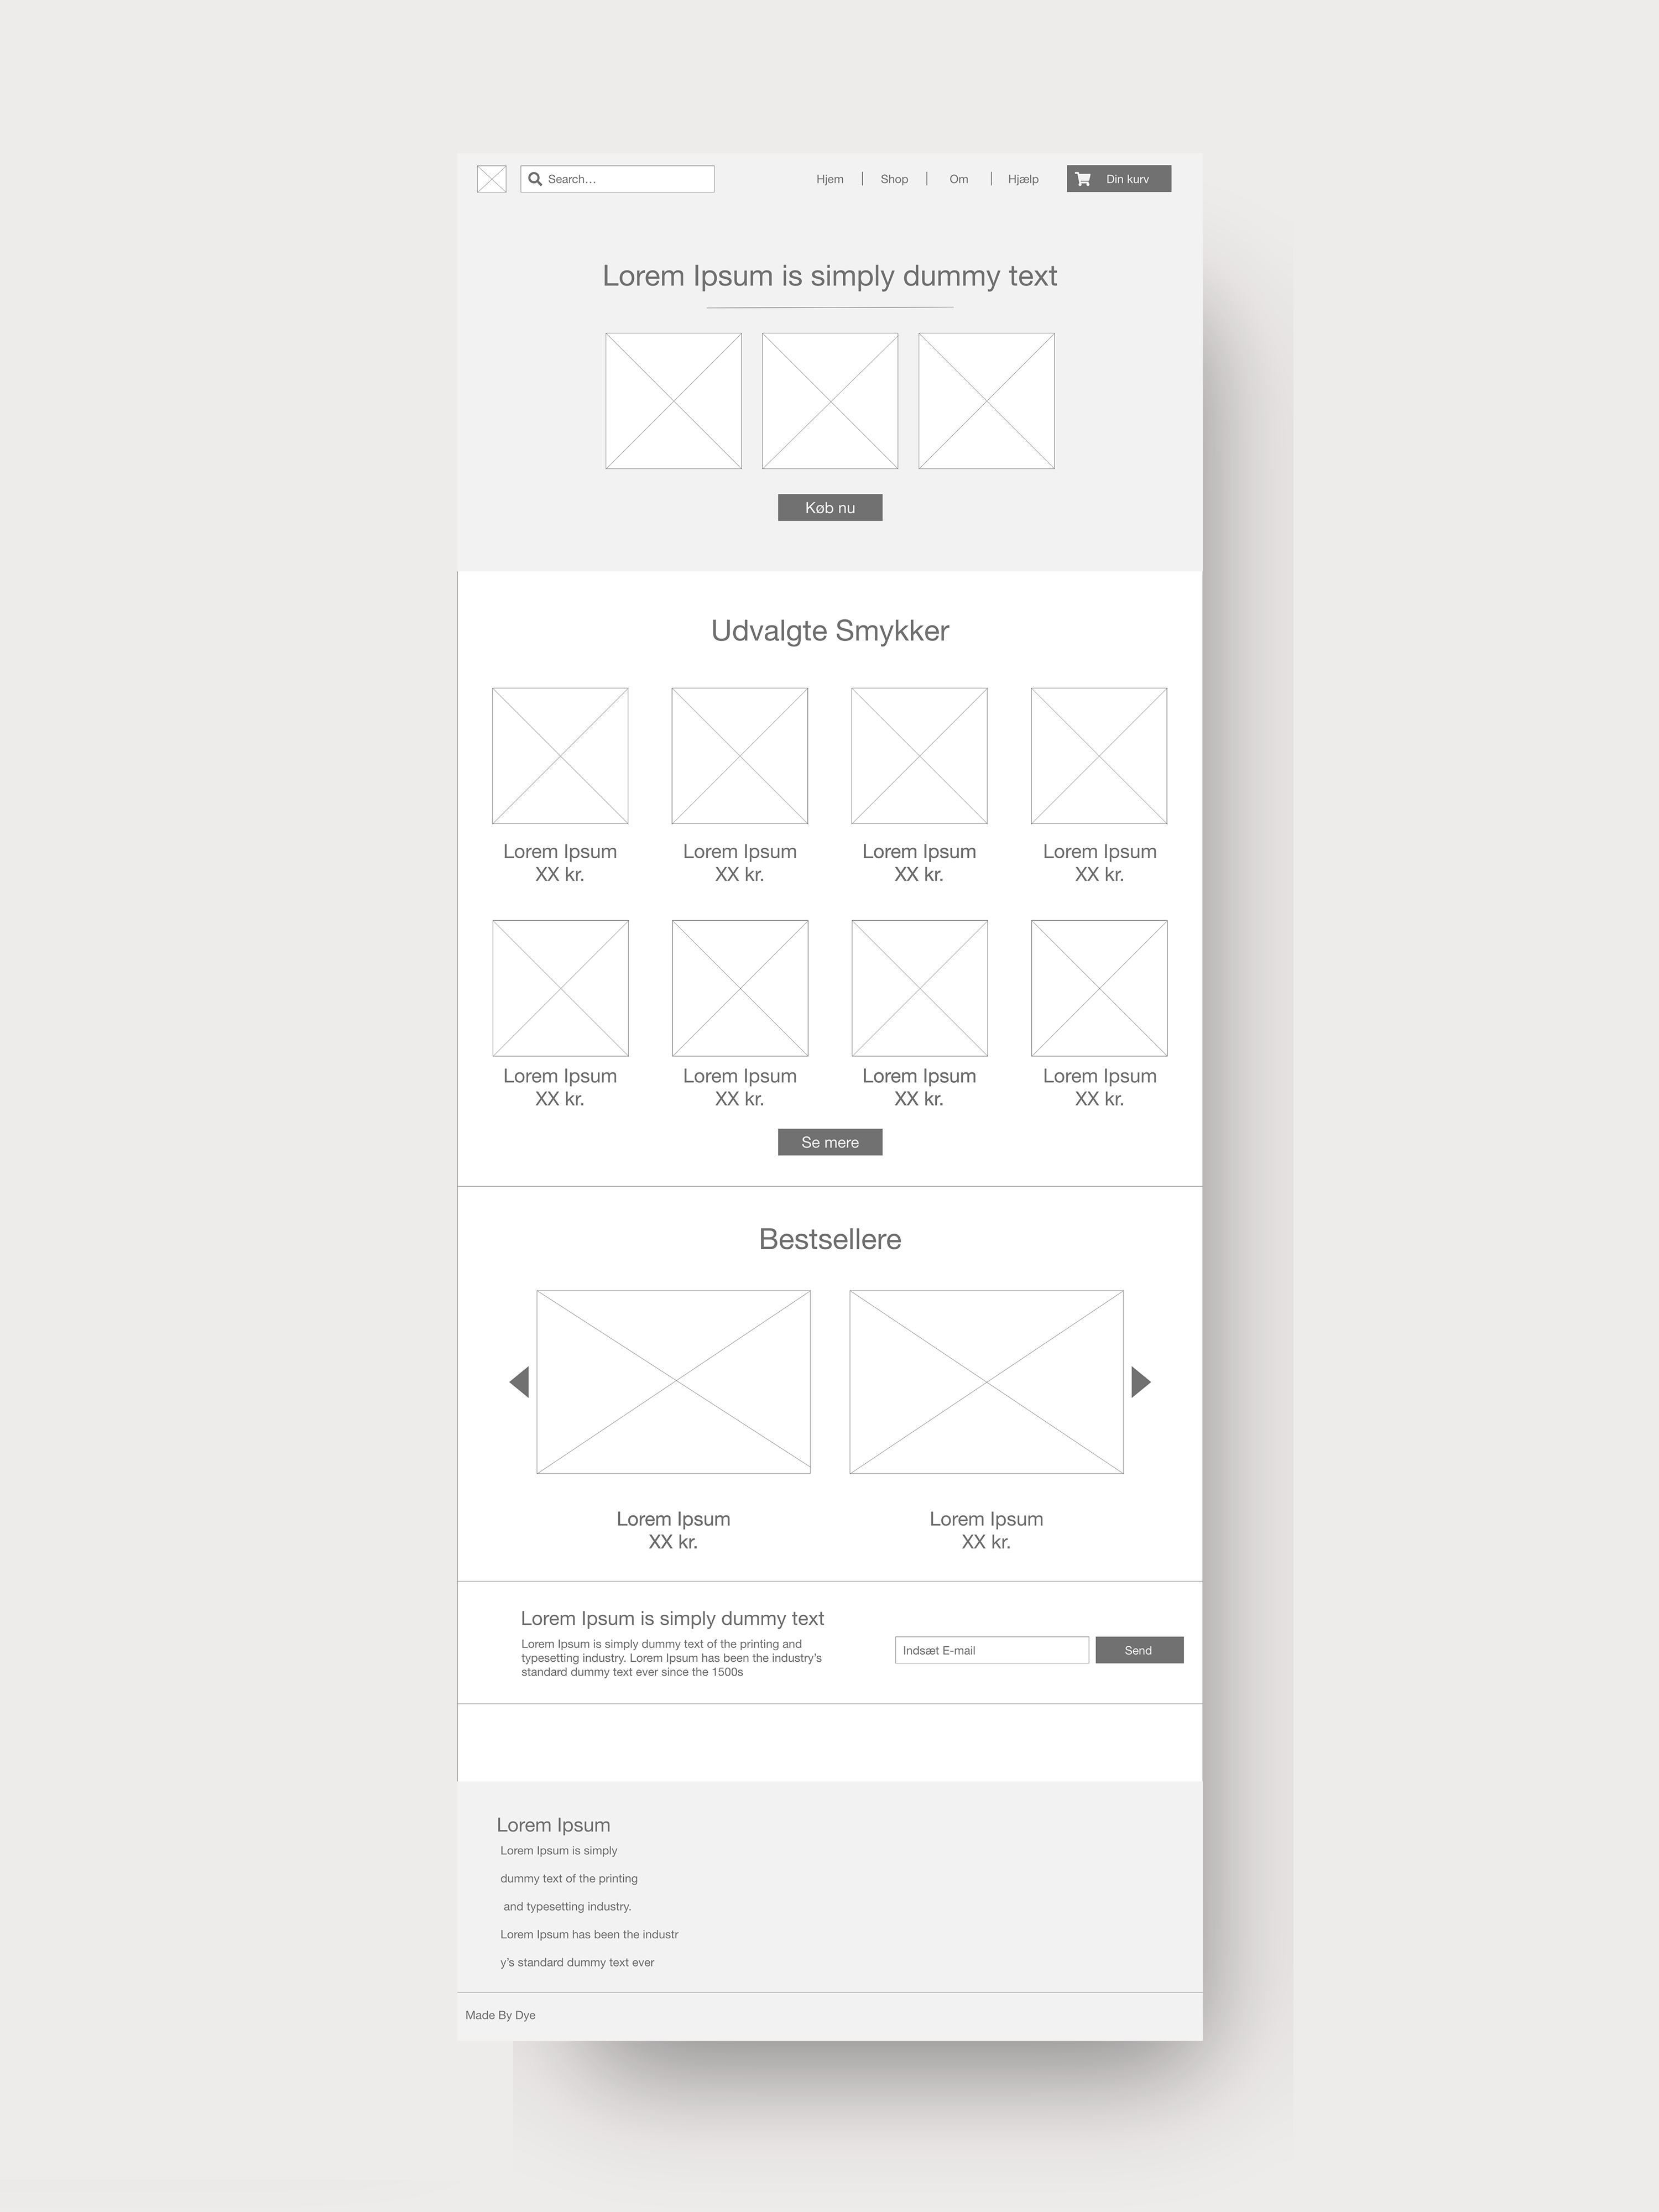 Search...
Hjem
Shop
Om
Hjælp
Din kurv
Lorem Ipsum is simply dummy text
Køb nu
Udvalgte Smykker
Lorem Ipsum
XX kr.
Lorem Ipsum
XX kr.
Lorem Ipsum
XX kr.
Lorem Ipsum
XX kr.
Lorem Ipsum
XX kr.
Lorem Ipsum
XX kr.
Lorem Ipsum
XX kr.
Lorem Ipsum
XX kr.
Se mere
Bestsellere
Lorem Ipsum
XX kr.
Lorem Ipsum
XX kr.
Lorem Ipsum is simply dummy text
Lorem Ipsum is simply dummy text of the printing and
typesetting industry. Lorem Ipsum has been the industry’s
standard dummy text ever since the 1500s
Indsæt E-mail
Send
Lorem Ipsum
Lorem Ipsum is simply
dummy text of the printing
and typesetting industry.
Lorem Ipsum has been the industr
y’s standard dummy text ever
Made By Dye